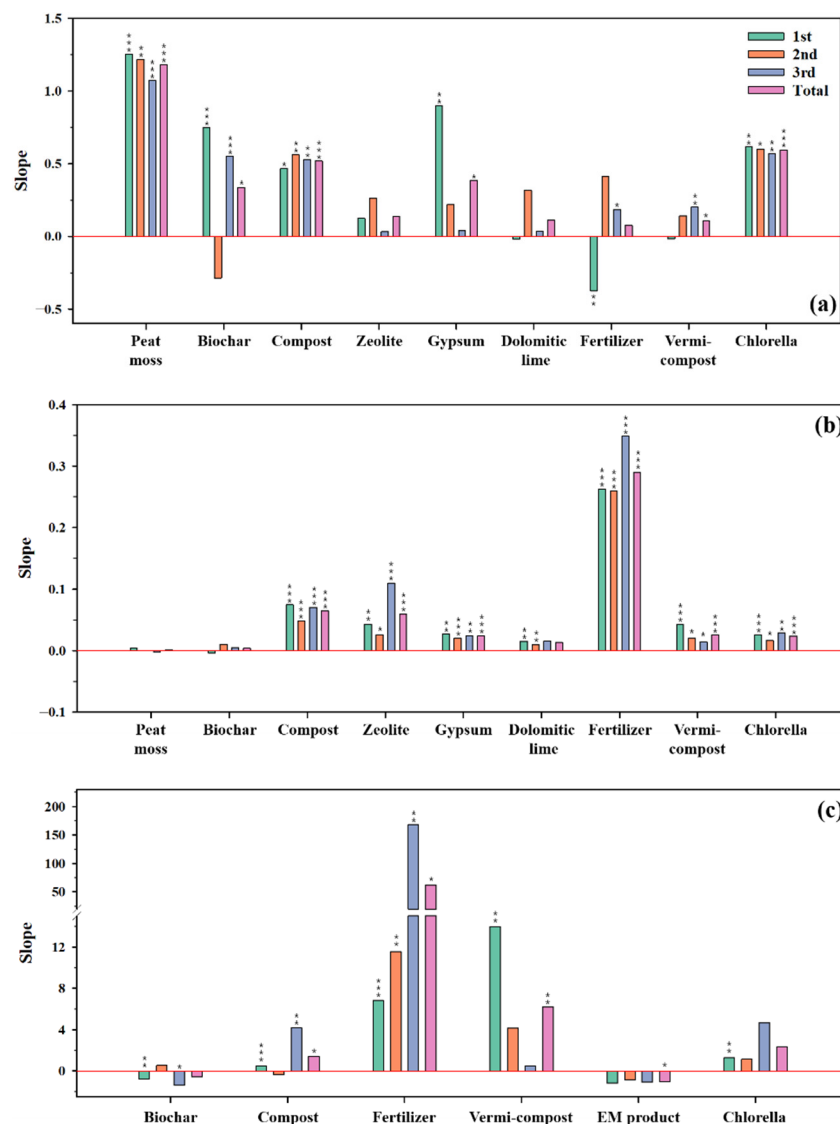 1.5
1st
2nd
3rd
Total
1.0
0.5
0.0
−0.5
Slope
(a)
Peat moss Biochar Compost Zeolite Gypsum Dolomitic lime Fertilizer Vermi-compost Chlorella
0.4
(b)
0.3
0.2
0.1
0.0
−0.1
Slope
Peat moss Biochar Compost Zeolite Gypsum Dolomitic lime Fertilizer Vermi-compost Chlorella
200
(c)
150
100
50
12
8
4
0
Slope
Biochar Compost Fertilizer Vermi-compost EM product Chlorella